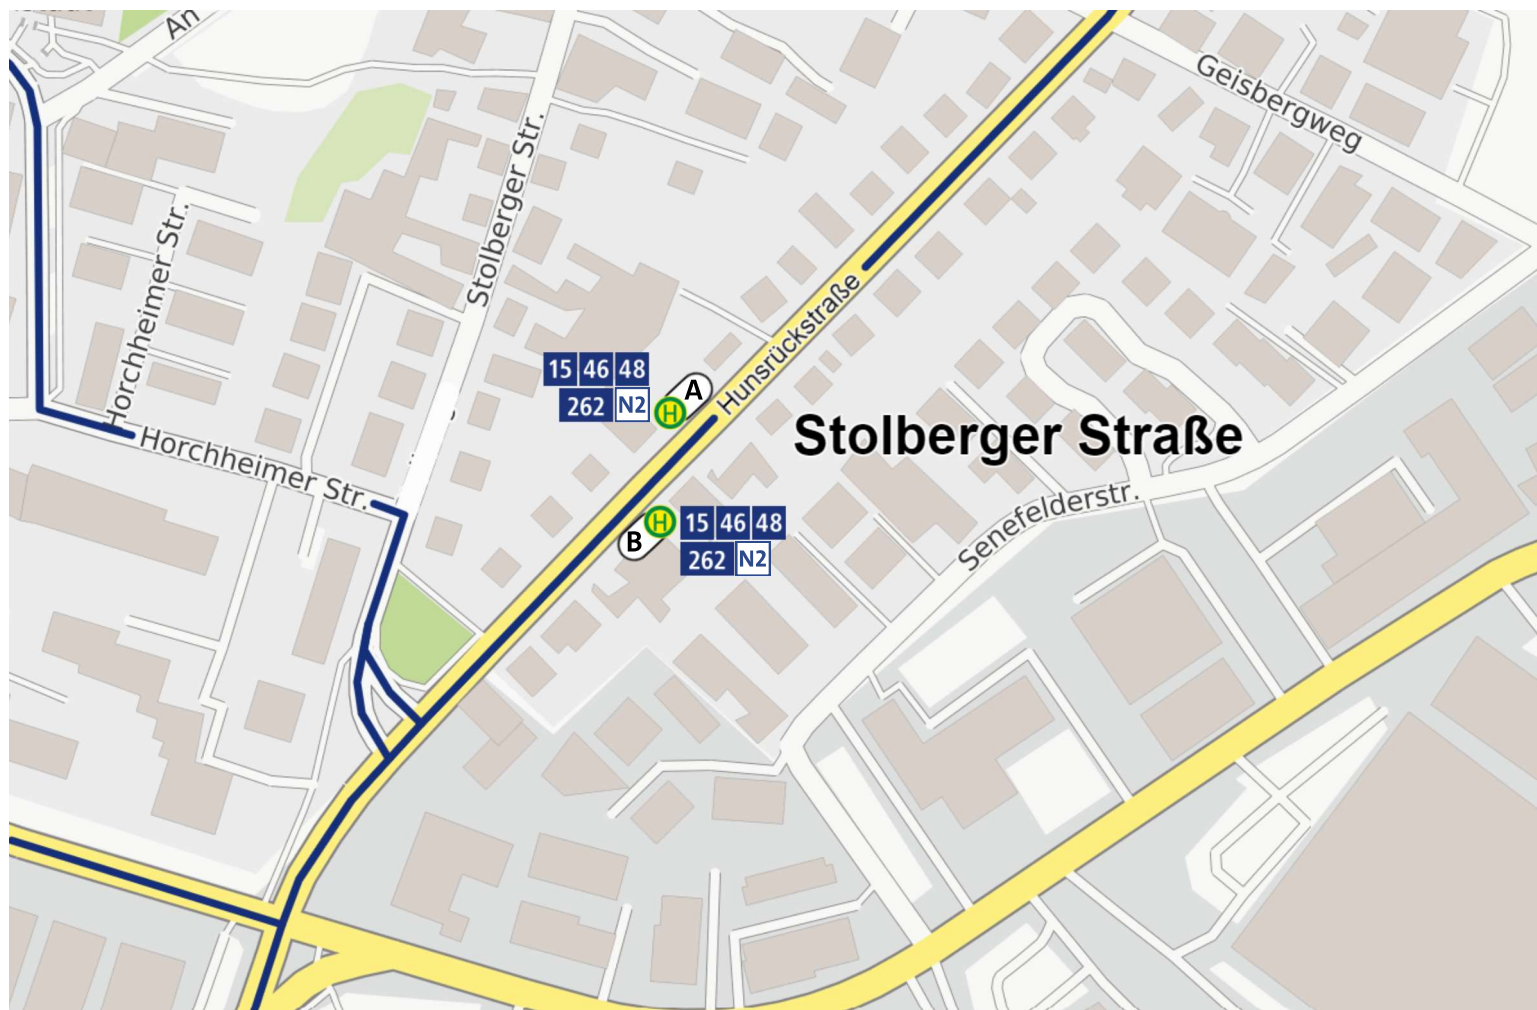 An
Geisbergweg
Stolberger Str.
Horchheimer Str.
Hunsrückstraße
15 46 48
262 N2
A
H
Stolberger Straße
Horchheimer Str.
Senefelderstr.
H
15 46 48
B
262 N2